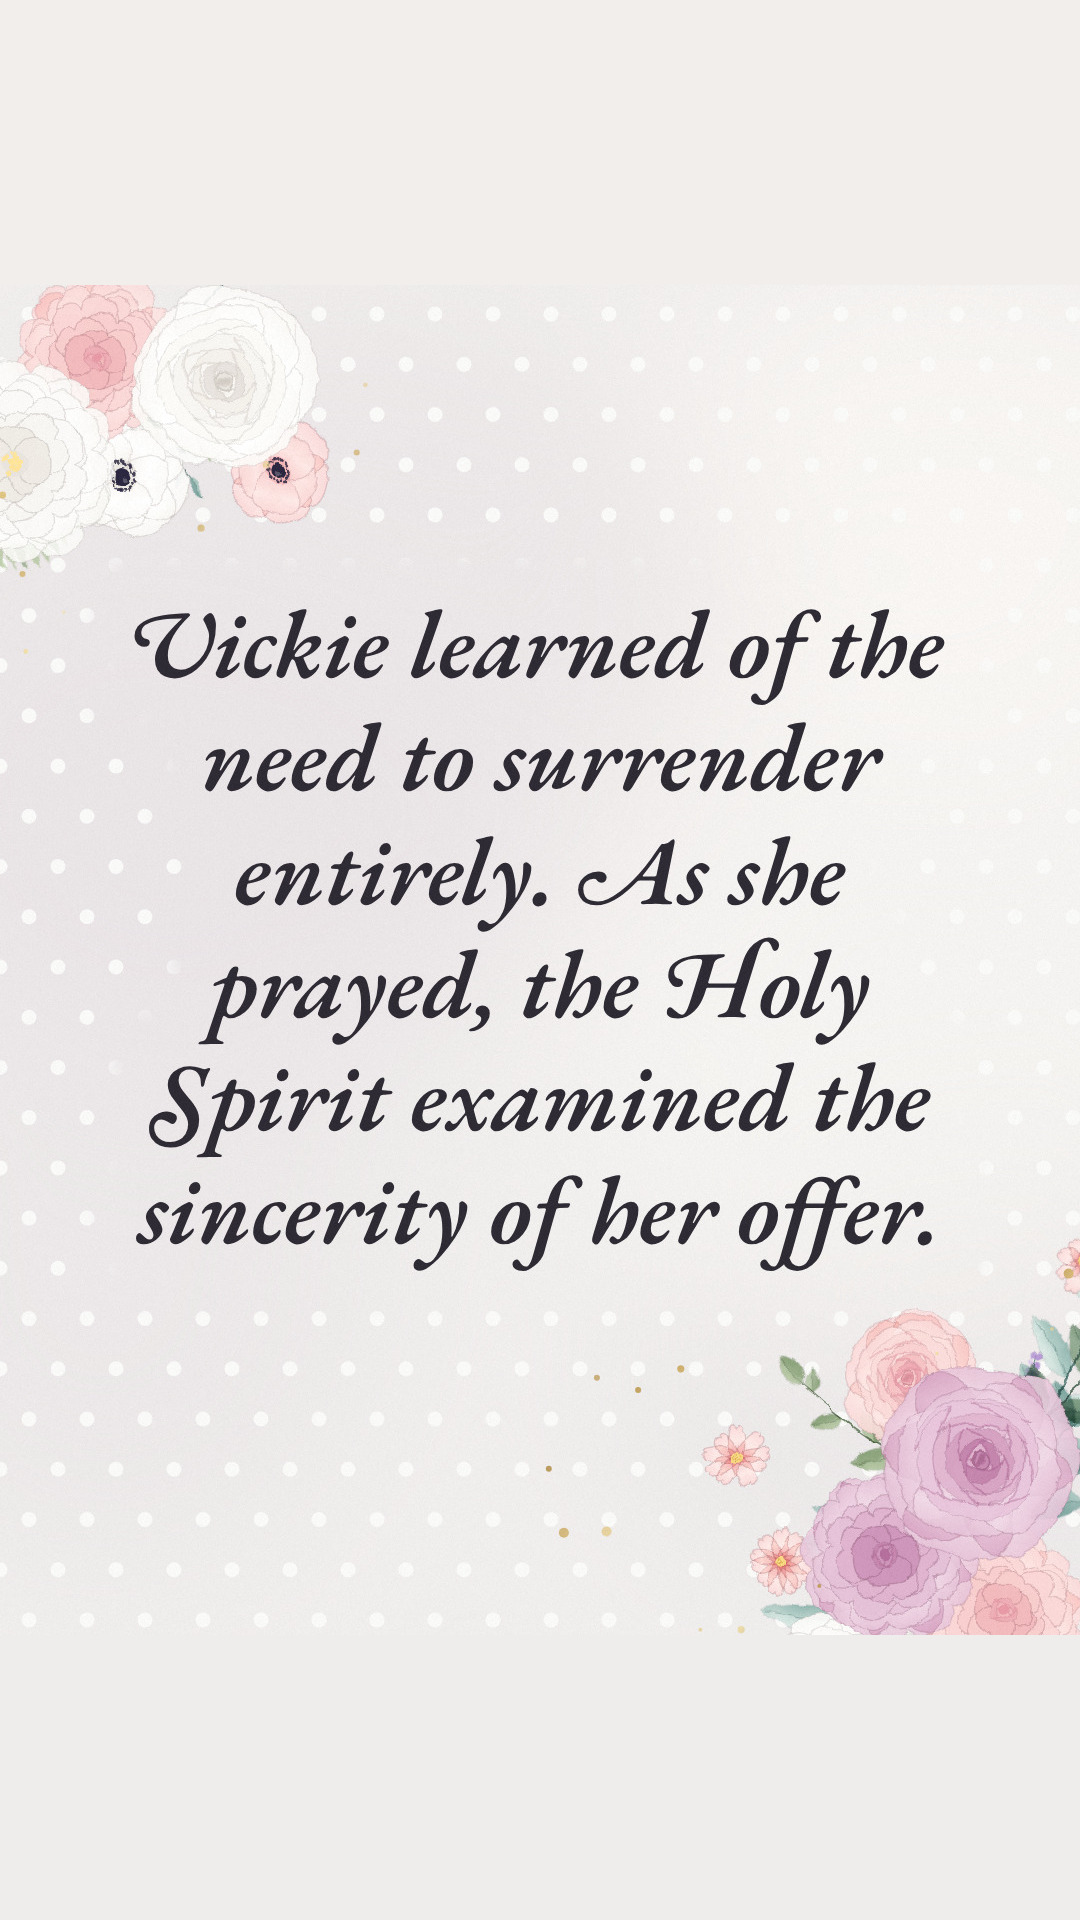 Vickie learned of the
need to surrender
entirely. As she
prayed, the Holy
Spirit examined the
sincerity of her offer.